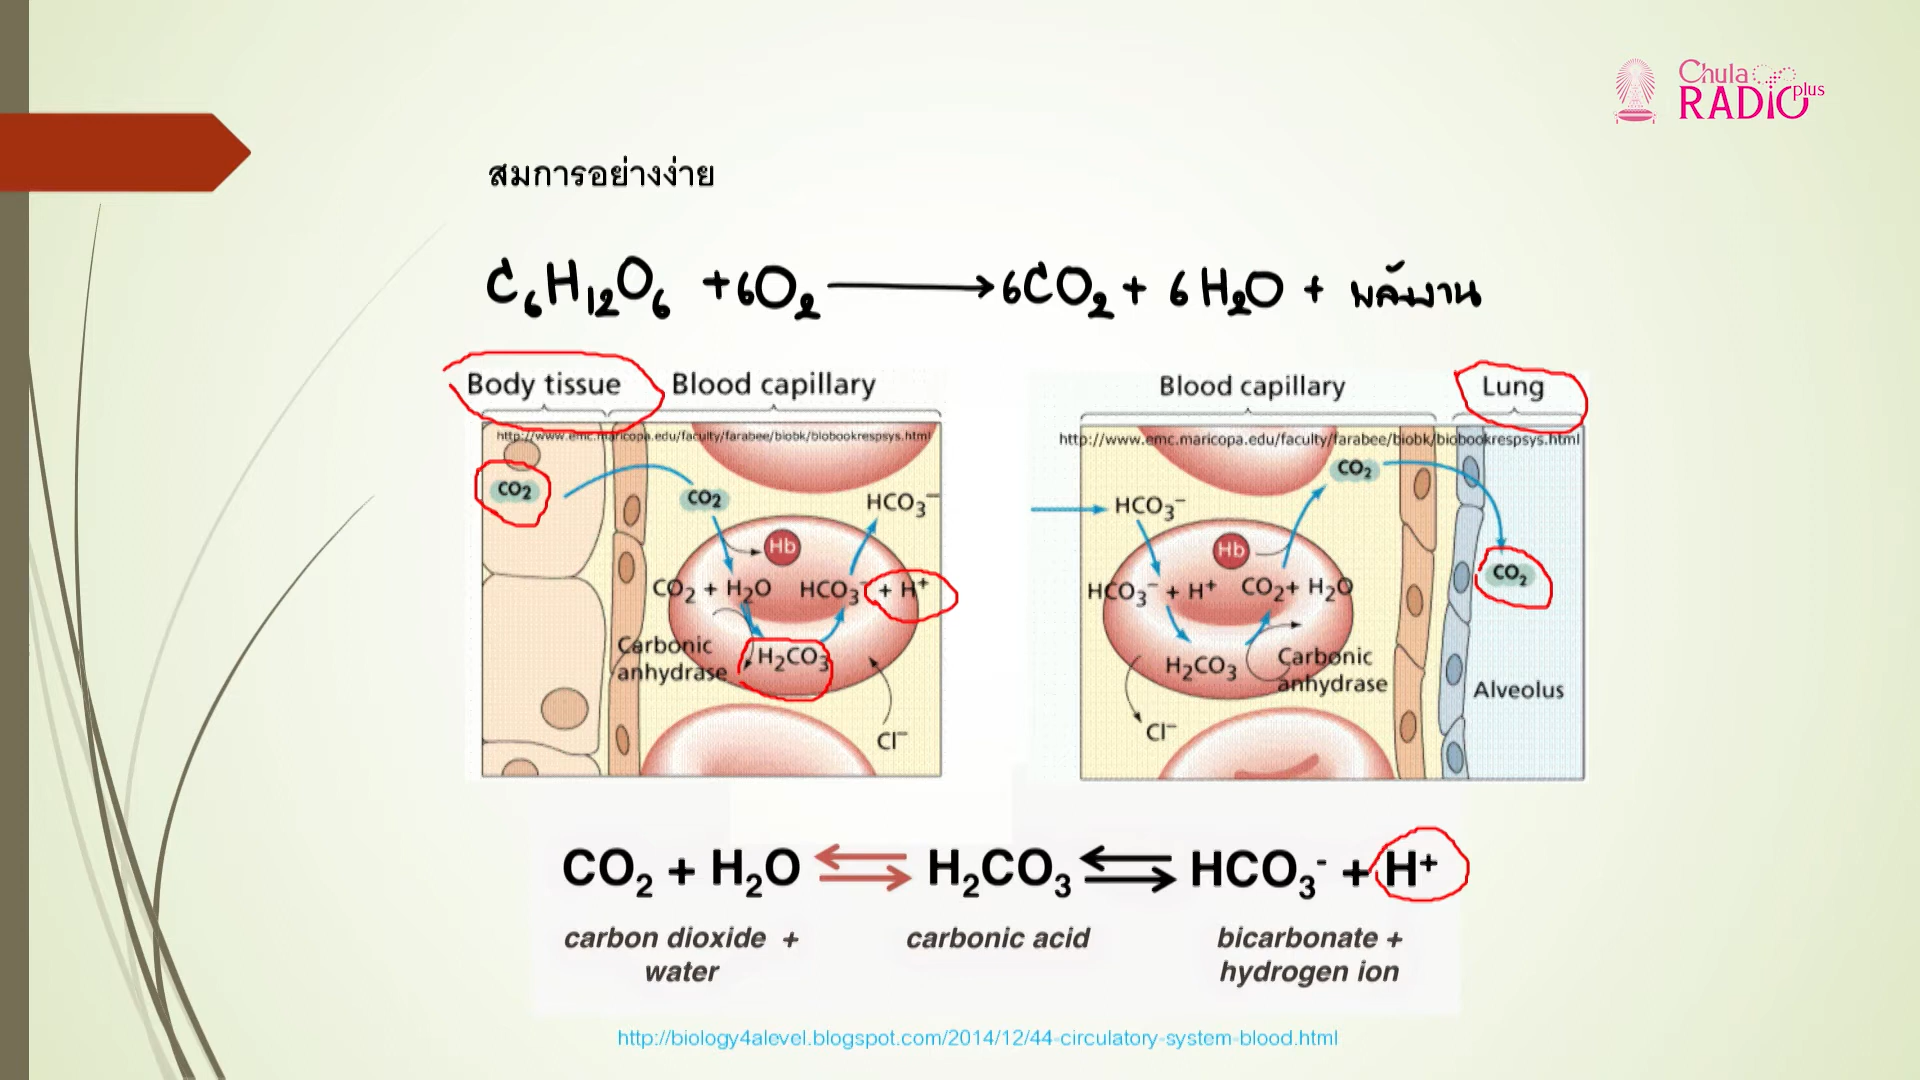 Chula
RADIO plus
สมการอย่างง่าย
C₆H₁₂O₆ + 6O₂ ⟶ 6CO₂ + 6H₂O + พลังงาน
Body tissue Blood capillary
http://www.emc.maricopa.edu/faculty/farabee/biobk/biobookrespsys.html
CO₂
CO₂ HCO₃⁻
Hb
CO₂ + H₂O HCO₃⁻ + H⁺
Carbonic
anhydrase
H₂CO₃
Cl⁻
Blood capillary Lung
http://www.emc.maricopa.edu/faculty/farabee/biobk/biobookrespsys.html
CO₂
HCO₃⁻
Hb
CO₂
HCO₃⁻ + H⁺ CO₂ + H₂O
H₂CO₃
Carbonic
anhydrase
Alveolus
Cl⁻
CO₂ + H₂O ⇌ H₂CO₃ ⇌ HCO₃⁻ + H⁺
carbon dioxide + carbonic acid bicarbonate +
water hydrogen ion
http://biology4alevel.blogspot.com/2014/12/44-circulatory-system-blood.html